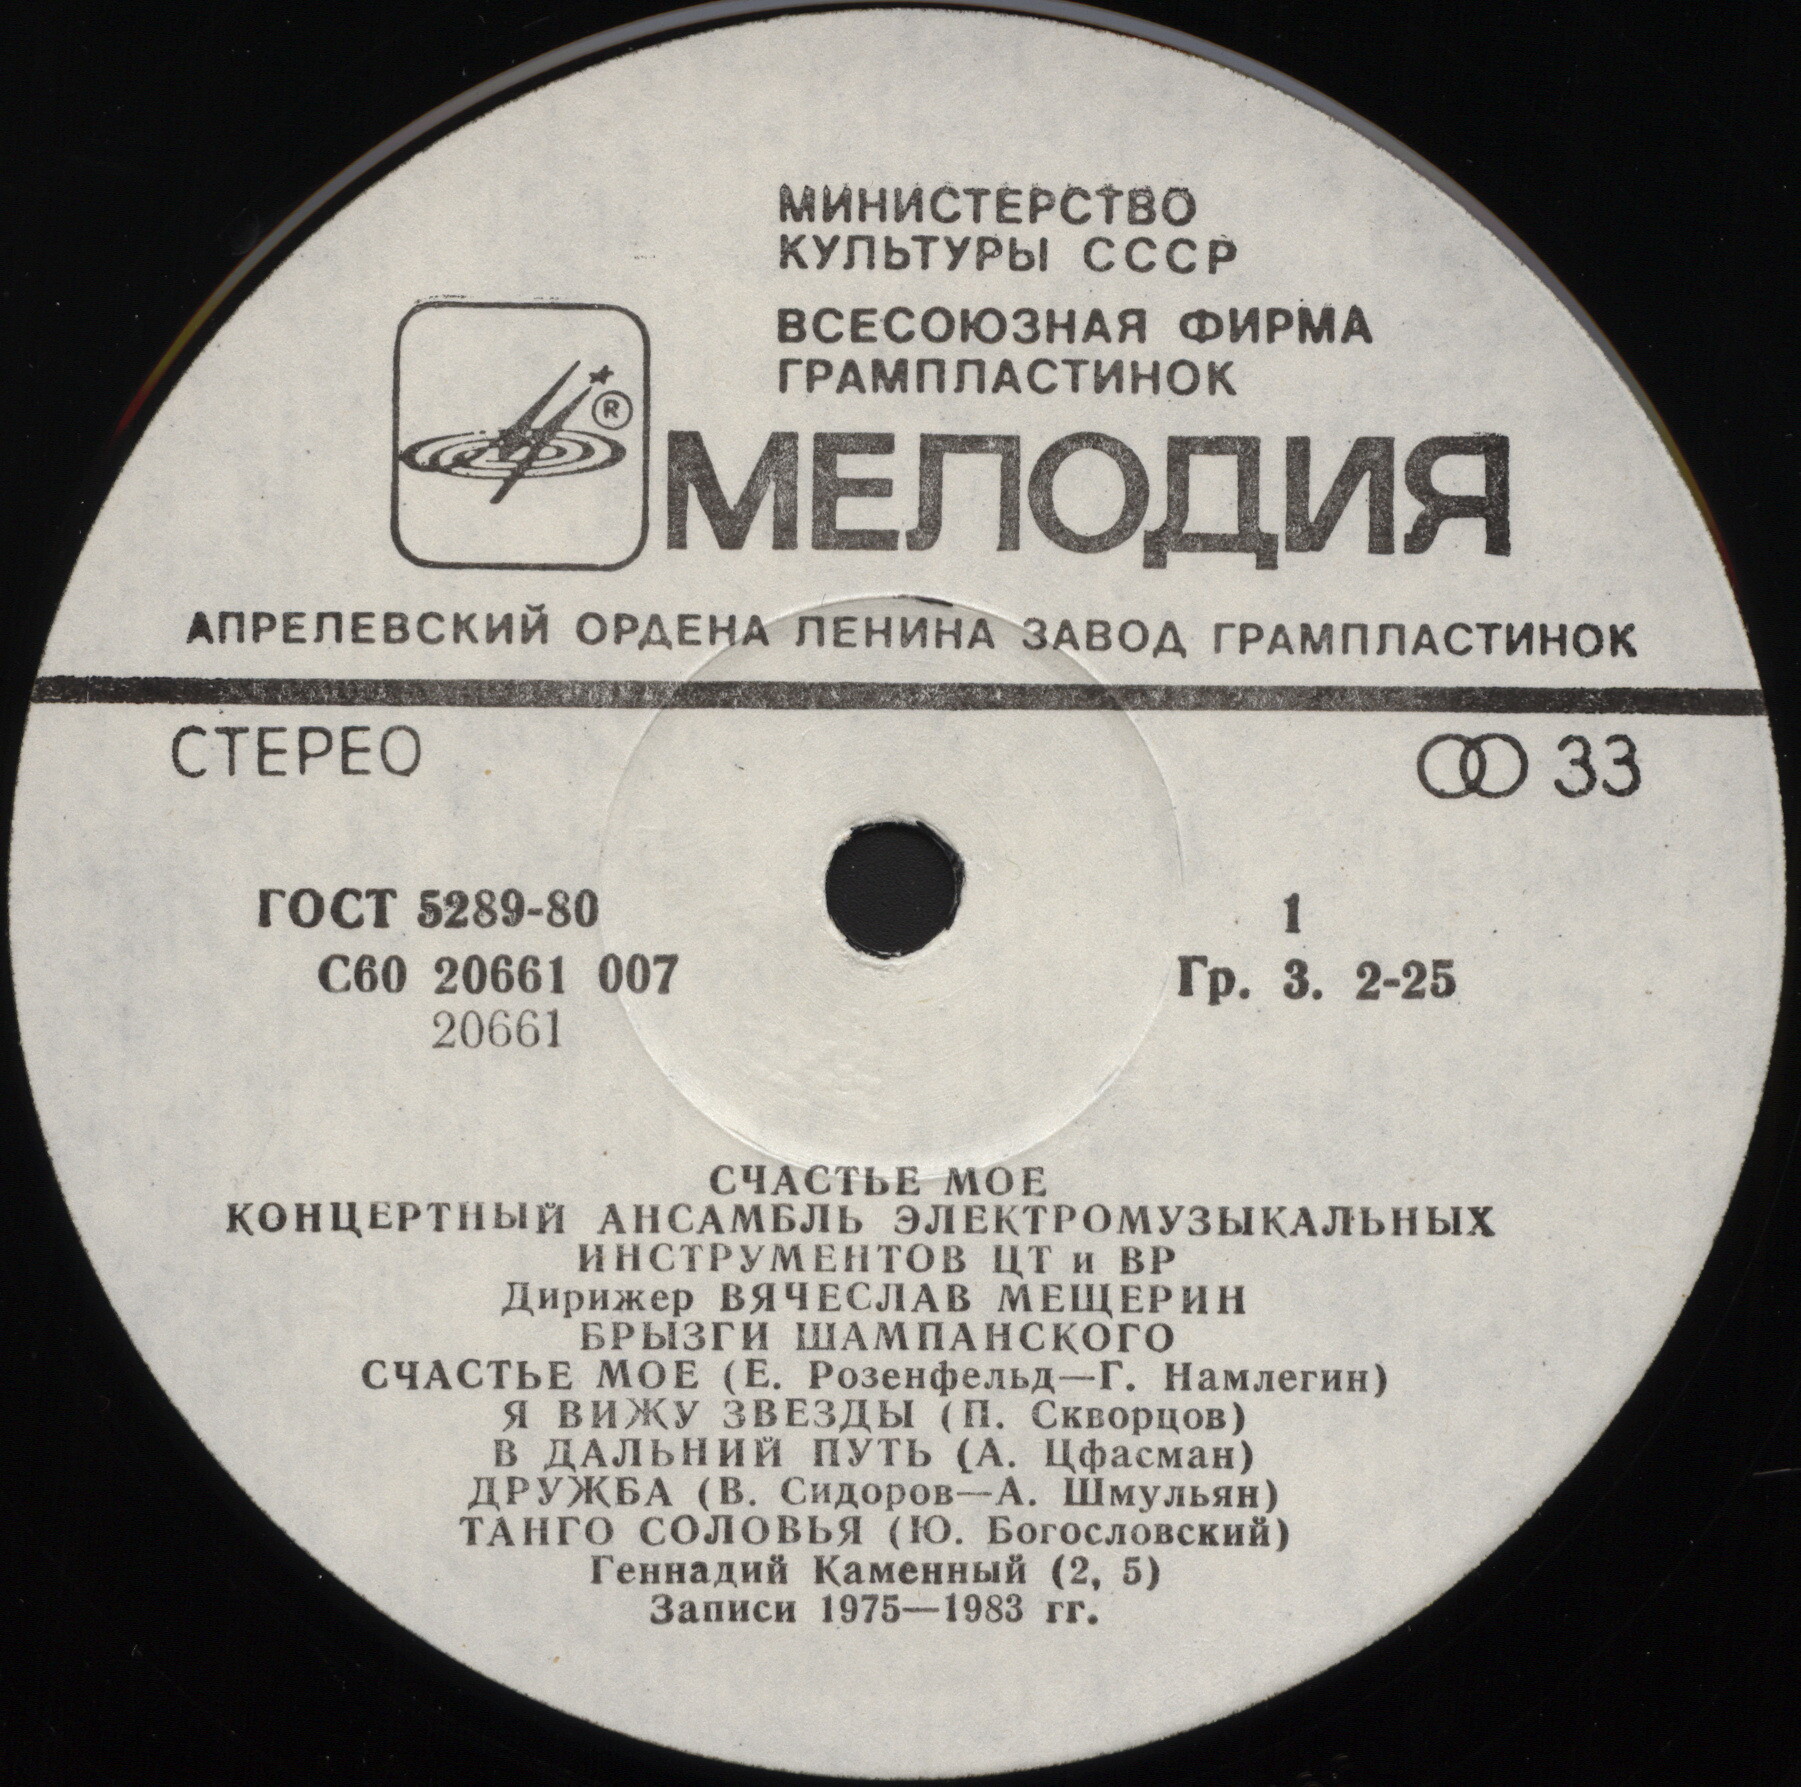 МИНИСТЕРСТВО
КУЛЬТУРЫ СССР
ВСЕСОЮЗНАЯ ФИРМА
ГРАМПЛАСТИНОК
®
МЕЛОДИЯ
АПРЕЛЕВСКИЙ ОРДЕНА ЛЕНИНА ЗАВОД ГРАМПЛАСТИНОК
СТЕРЕО
33
ГОСТ 5289-80
1
С60 20661 007
Гр. 3. 2-25
20661
СЧАСТЬЕ МОЕ
КОНЦЕРТНЫЙ АНСАМБЛЬ ЭЛЕКТРОМУЗЫКАЛЬНЫХ
ИНСТРУМЕНТОВ ЦТ и ВР
Дирижер ВЯЧЕСЛАВ МЕЩЕРИН
БРЫЗГИ ШАМПАНСКОГО
СЧАСТЬЕ МОЕ (Е. Розенфельд—Г. Намлегин)
Я ВИЖУ ЗВЕЗДЫ (П. Скворцов)
В ДАЛЬНИЙ ПУТЬ (А. Цфасман)
ДРУЖБА (В. Сидоров—А. Шмульян)
ТАНГО СОЛОВЬЯ (Ю. Богословский)
Геннадий Каменный (2, 5)
Записи 1975—1983 гг.